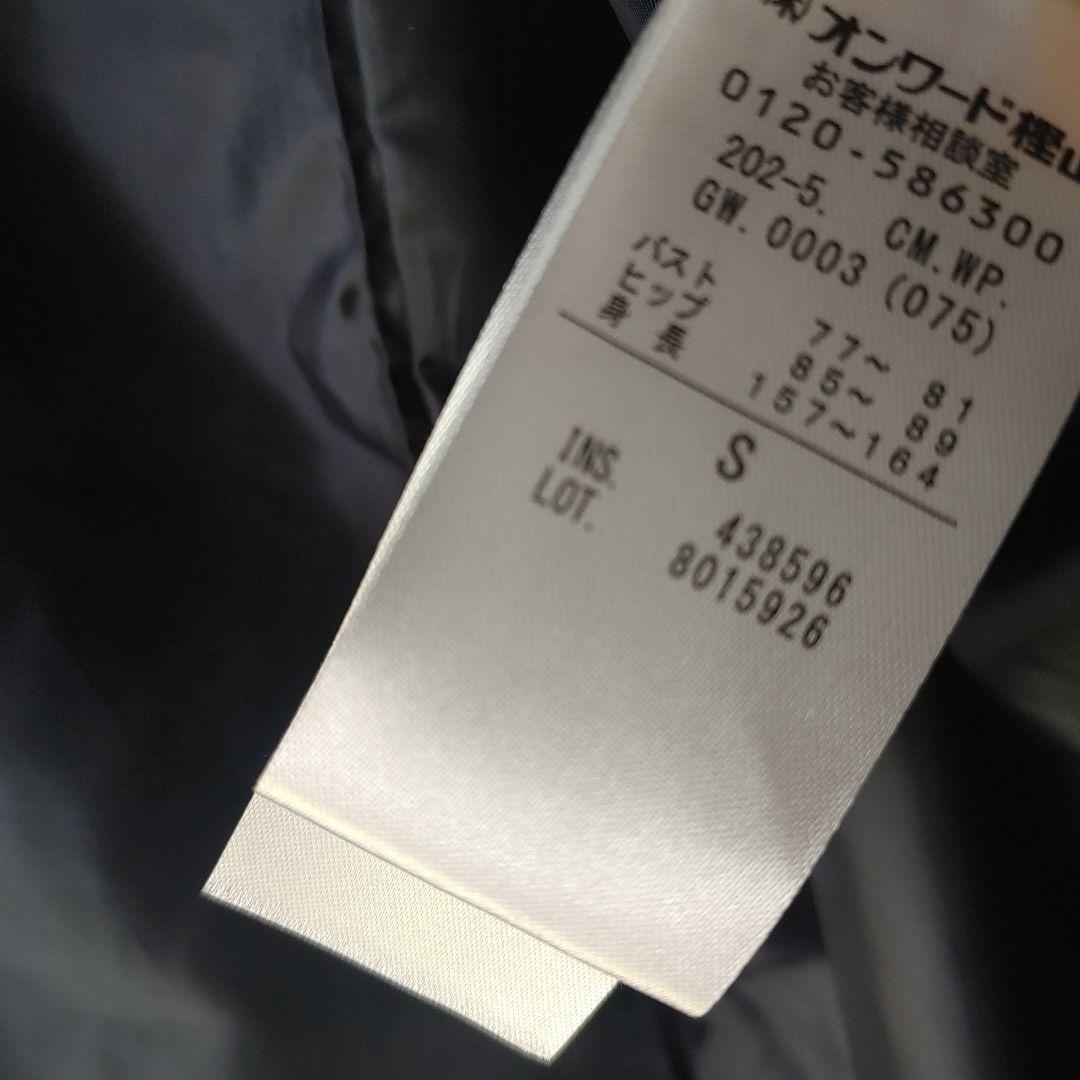 ㈱オンワード樫山
お客様相談室
0120-586300
202-5. CM.WP.
GW.0003 (075)
バスト 77~ 81
ヒップ 85~ 89
身長 157~164
S
INS. 438596
LOT. 8015926